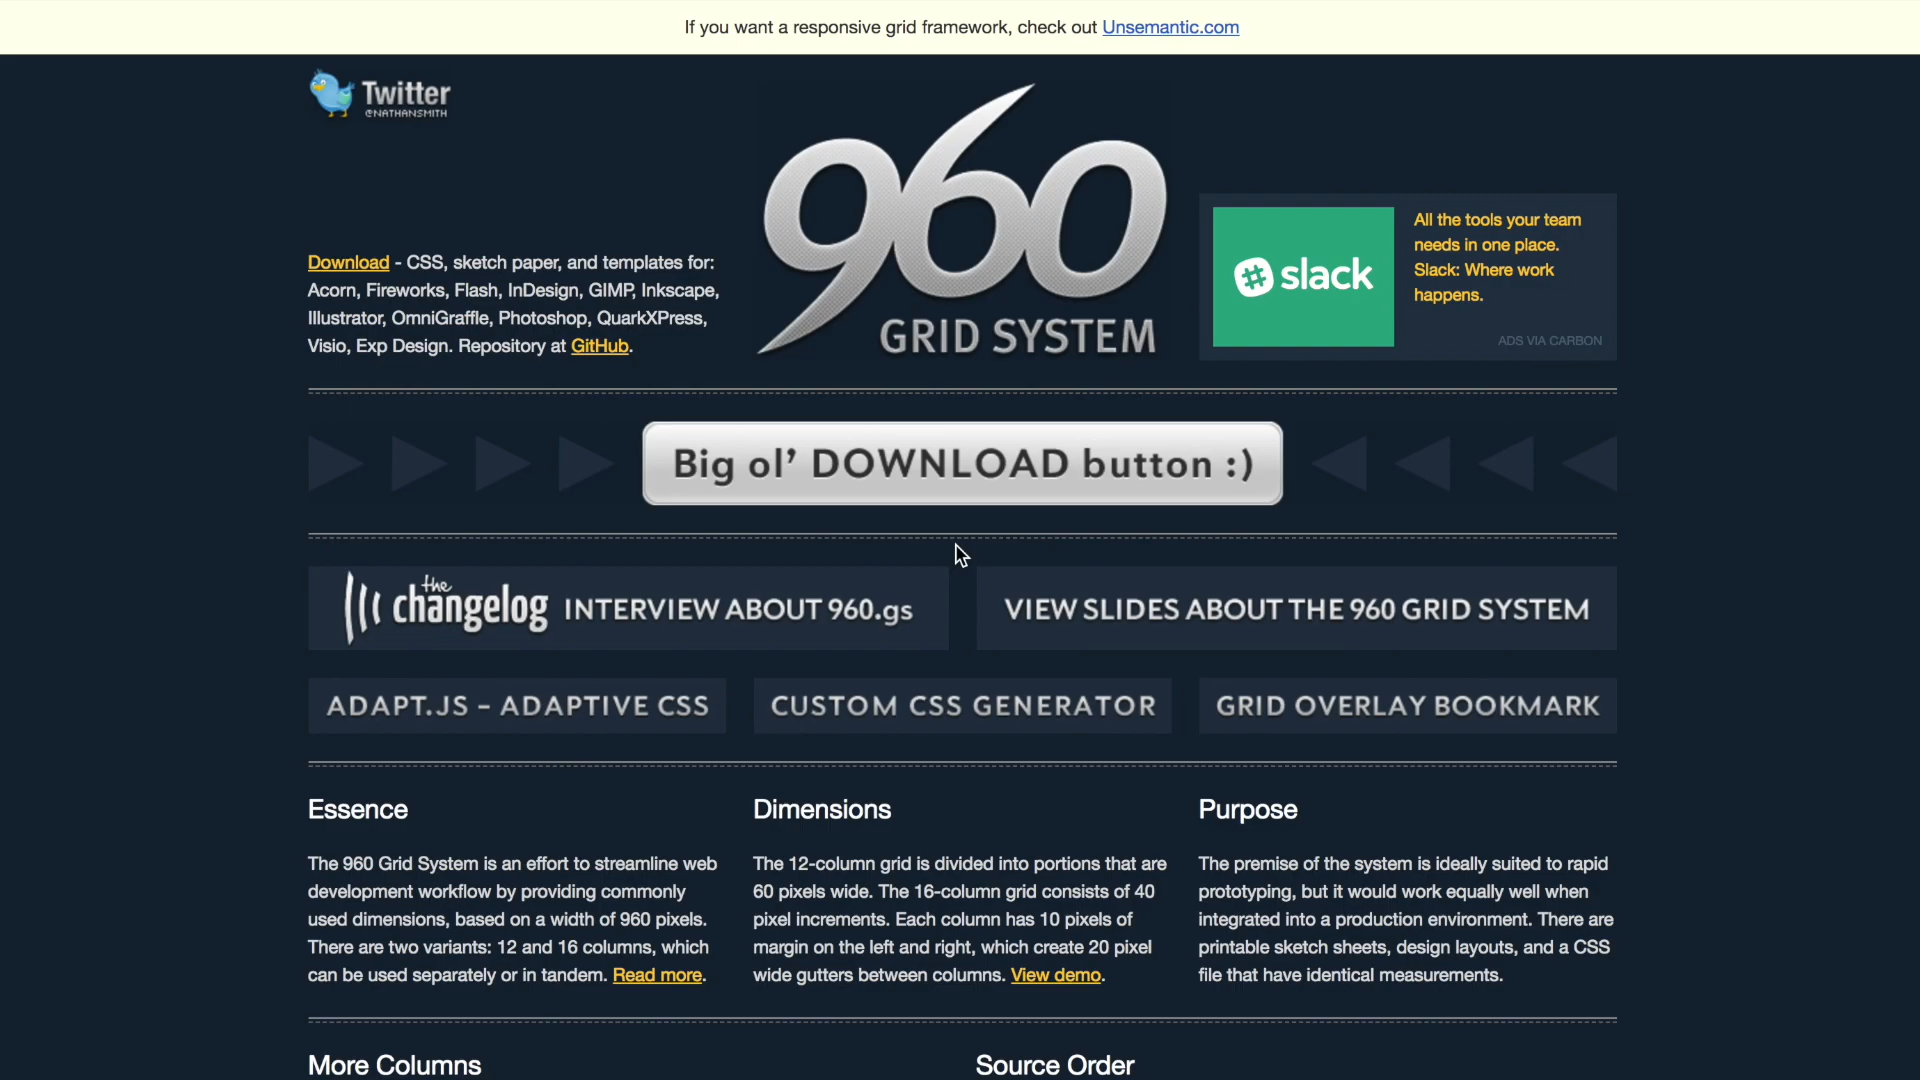 If you want a responsive grid framework, check out Unsemantic.com
Twitter
@NATHANSMITH
960
GRID SYSTEM
Download - CSS, sketch paper, and templates for:
Acorn, Fireworks, Flash, InDesign, GIMP, Inkscape,
Illustrator, OmniGraffle, Photoshop, QuarkXPress,
Visio, Exp Design. Repository at GitHub.
slack
All the tools your team
needs in one place.
Slack: Where work
happens.
ADS VIA CARBON
Big ol’ DOWNLOAD button :)
the
changelog INTERVIEW ABOUT 960.gs
VIEW SLIDES ABOUT THE 960 GRID SYSTEM
ADAPT.JS – ADAPTIVE CSS
CUSTOM CSS GENERATOR
GRID OVERLAY BOOKMARK
Essence
The 960 Grid System is an effort to streamline web
development workflow by providing commonly
used dimensions, based on a width of 960 pixels.
There are two variants: 12 and 16 columns, which
can be used separately or in tandem. Read more.
Dimensions
The 12-column grid is divided into portions that are
60 pixels wide. The 16-column grid consists of 40
pixel increments. Each column has 10 pixels of
margin on the left and right, which create 20 pixel
wide gutters between columns. View demo.
Purpose
The premise of the system is ideally suited to rapid
prototyping, but it would work equally well when
integrated into a production environment. There are
printable sketch sheets, design layouts, and a CSS
file that have identical measurements.
More Columns
Source Order